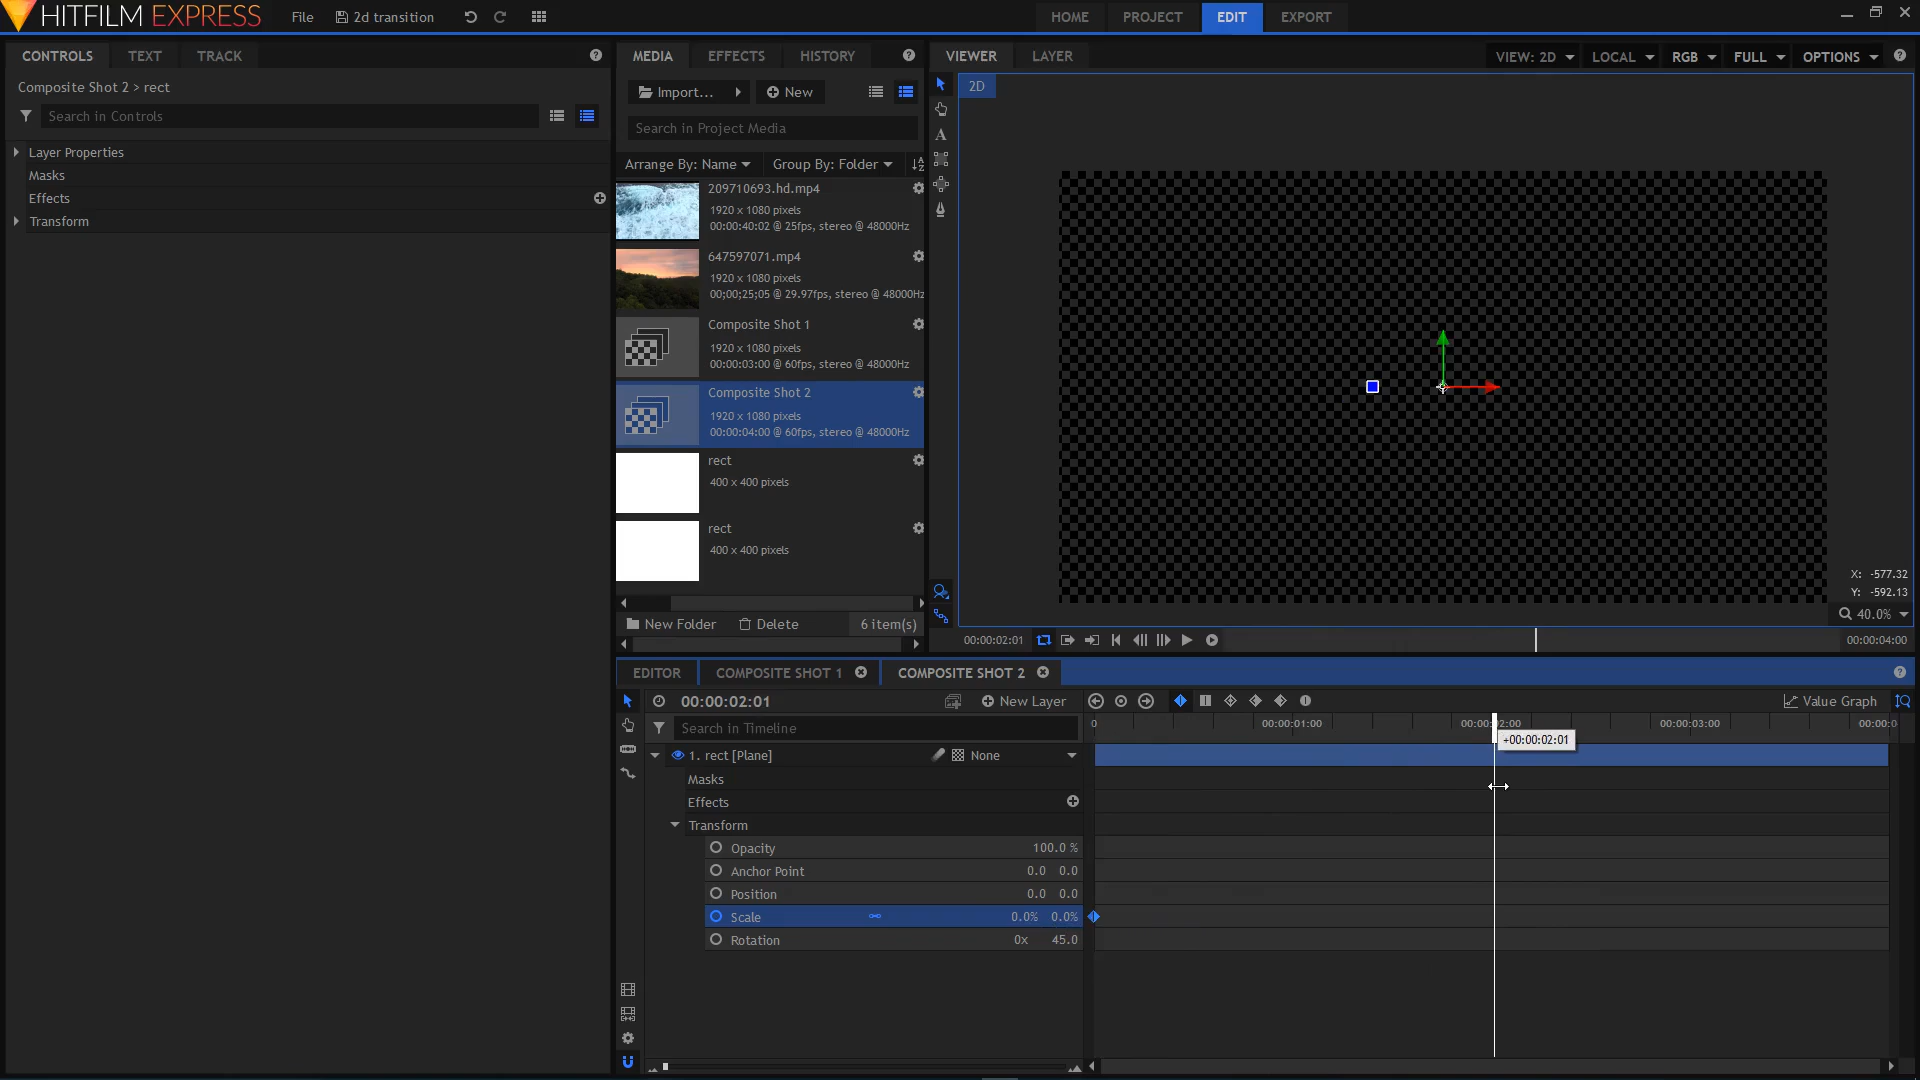 HITFILM EXPRESS
File
2d transition
HOME
PROJECT
EDIT
EXPORT
CONTROLS
TEXT
TRACK
Composite Shot 2 > rect
Search in Controls
Layer Properties
Masks
Effects
Transform
MEDIA
EFFECTS
HISTORY
Import...
New
Search in Project Media
Arrange By: Name
Group By: Folder
209710693.hd.mp4
1920 x 1080 pixels
00:00:40:02 @ 25fps, stereo @ 48000Hz
647597071.mp4
1920 x 1080 pixels
00;00;25;05 @ 29.97fps, stereo @ 48000Hz
Composite Shot 1
1920 x 1080 pixels
00:00:03:00 @ 60fps, stereo @ 48000Hz
Composite Shot 2
1920 x 1080 pixels
00:00:04:00 @ 60fps, stereo @ 48000Hz
rect
400 x 400 pixels
rect
400 x 400 pixels
New Folder
Delete
6 item(s)
VIEWER
LAYER
VIEW: 2D
LOCAL
RGB
FULL
OPTIONS
2D
X: -577.32
Y: -592.13
40.0%
00:00:02:01
00:00:04:00
EDITOR
COMPOSITE SHOT 1
COMPOSITE SHOT 2
00:00:02:01
New Layer
Value Graph
Search in Timeline
0
00:00:01:00
00:00:02:00
00:00:03:00
00:00:0
+00:00:02:01
1. rect [Plane]
None
Masks
Effects
Transform
Opacity 100.0 %
Anchor Point 0.0 0.0
Position 0.0 0.0
Scale 0.0% 0.0%
Rotation 0x 45.0